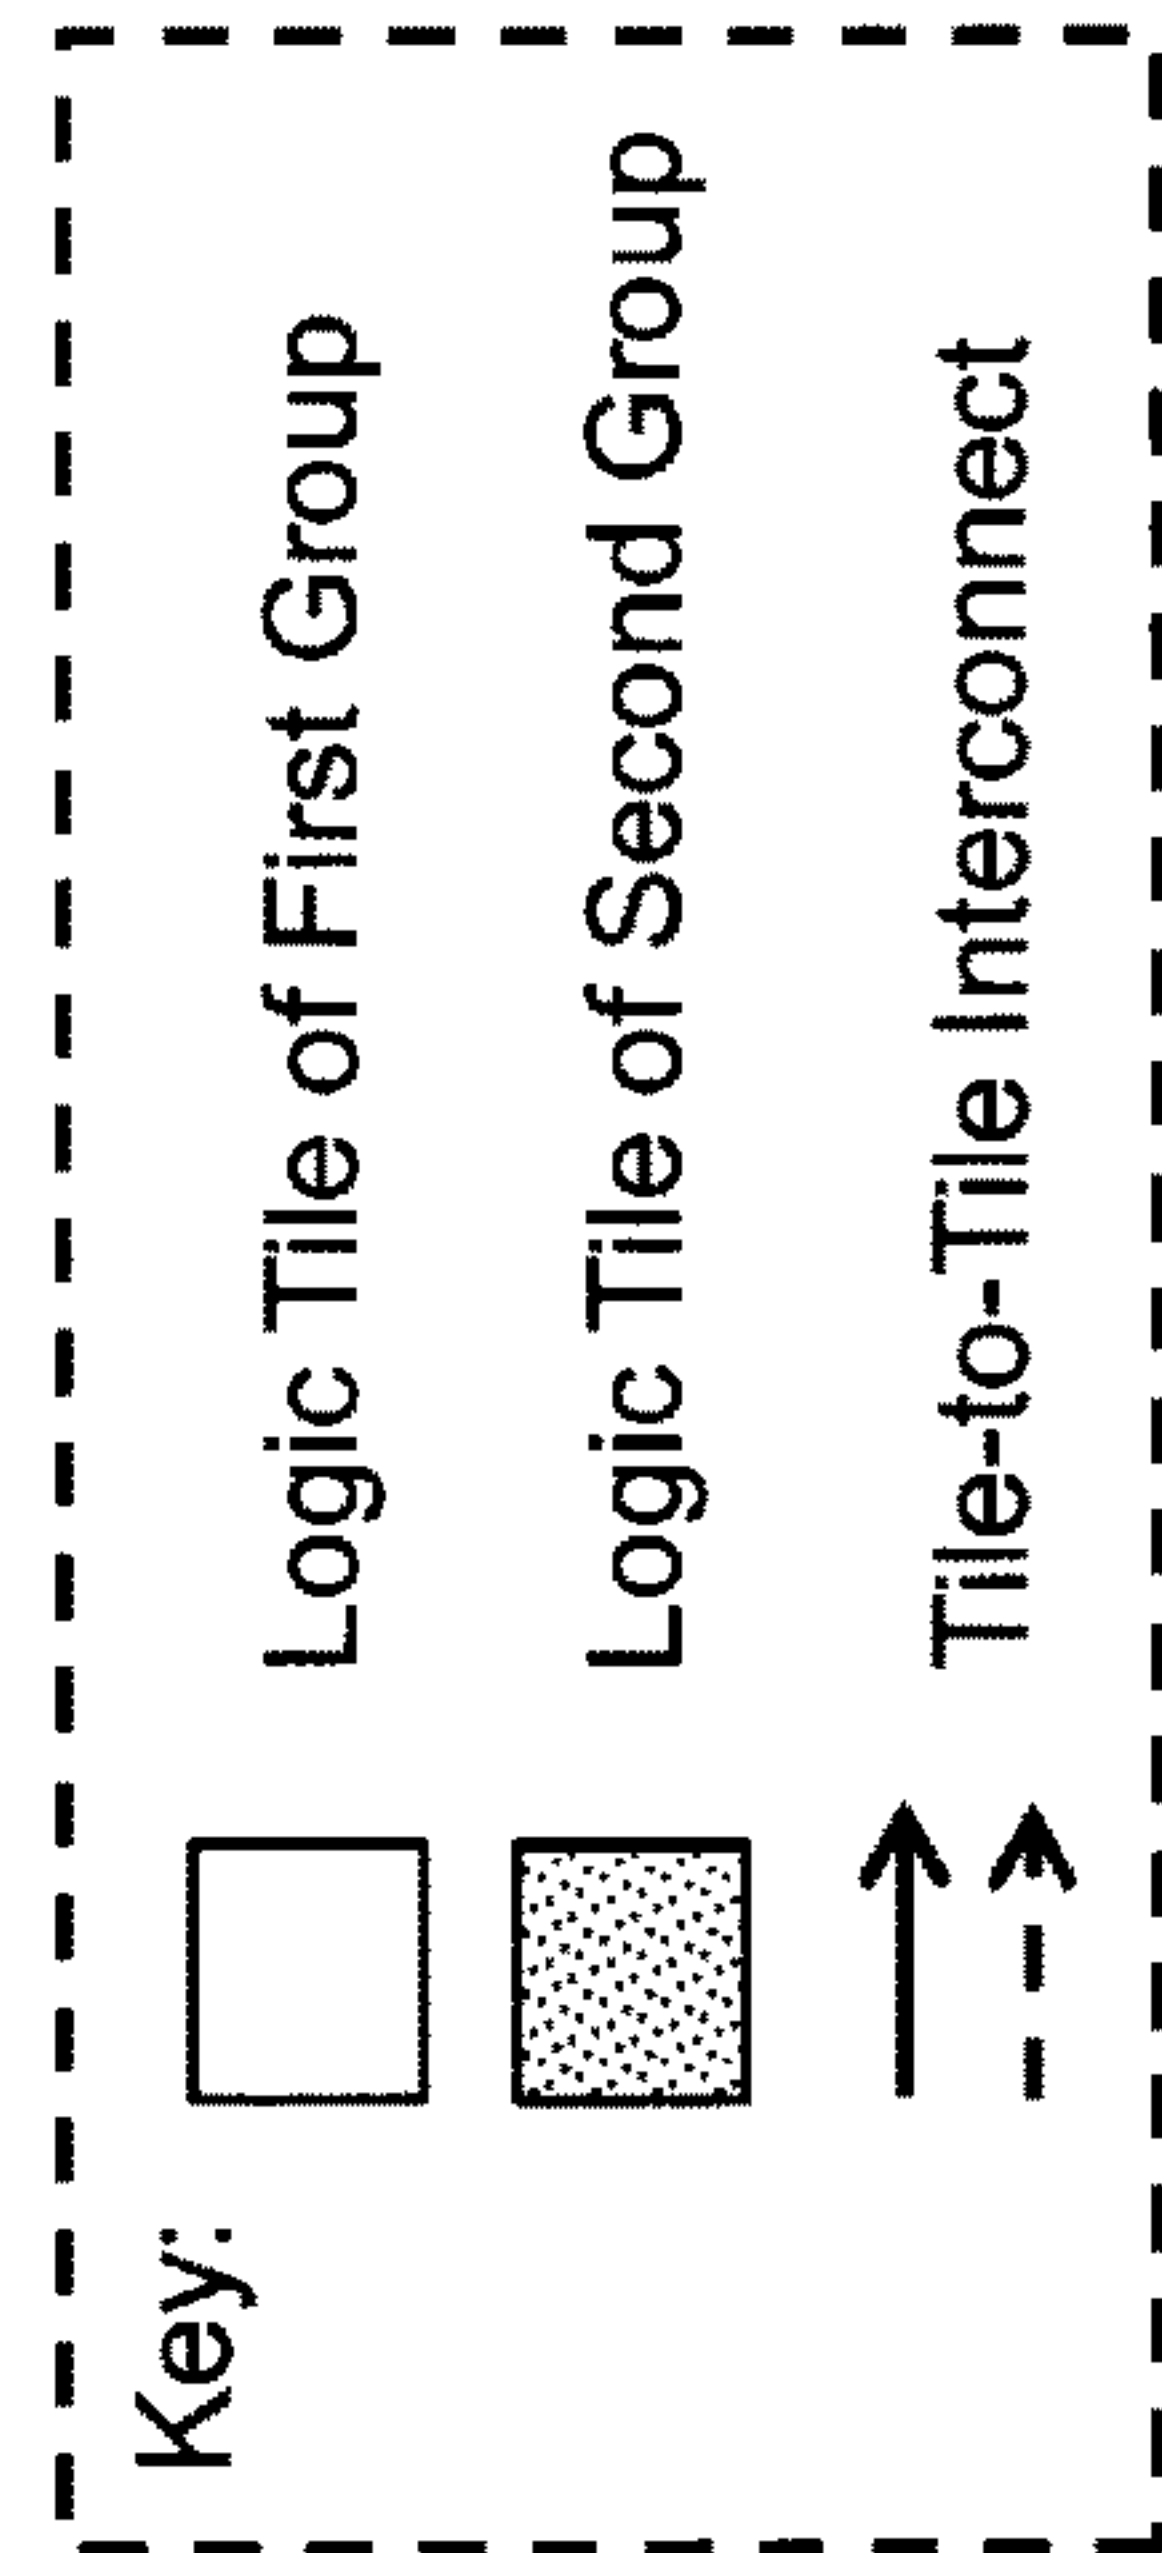 Key:
Logic Tile of First Group
Logic Tile of Second Group
Tile-to-Tile Interconnect